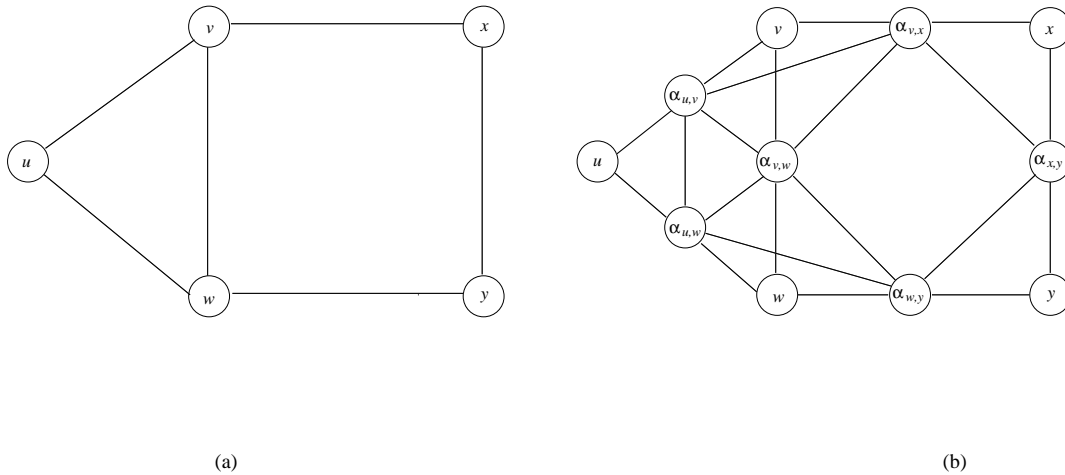 v x v α_{v,x} x
α_{u,v}
u u α_{v,w} α_{x,y}
α_{u,w}
w y w α_{w,y} y
(a) (b)